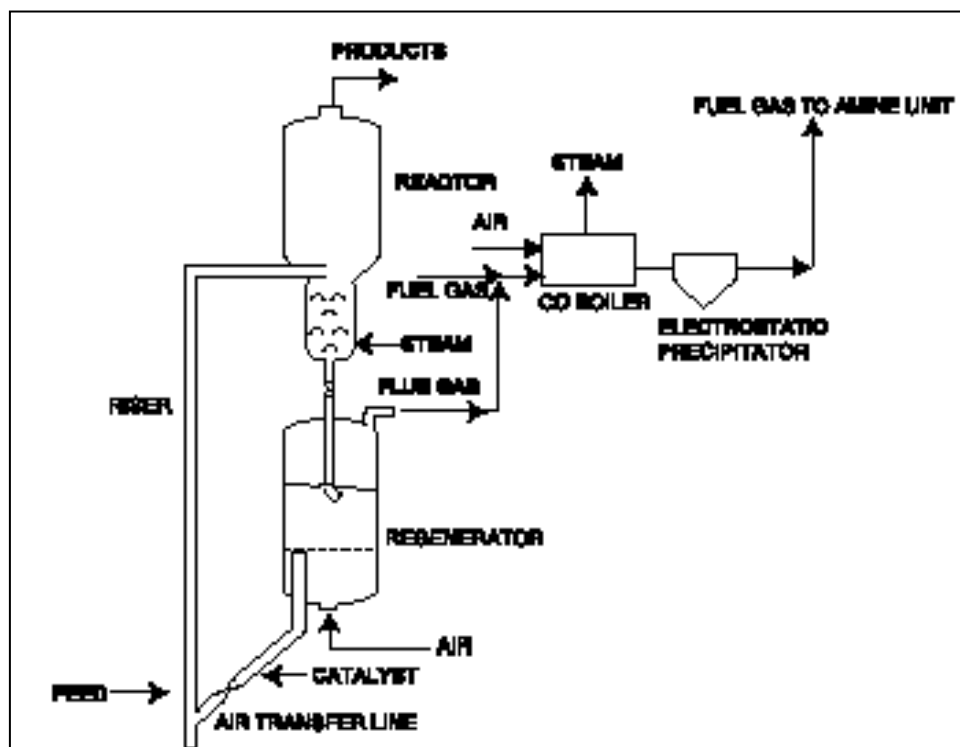 PRODUCTS
FUEL GAS TO AMINE UNIT
STEAM
REACTOR
AIR
FUEL GAS
CO BOILER
ELECTROSTATIC
PRECIPITATOR
STEAM
FLUE GAS
RISER
REGENERATOR
AIR
CATALYST
FEED
AIR TRANSFER LINE